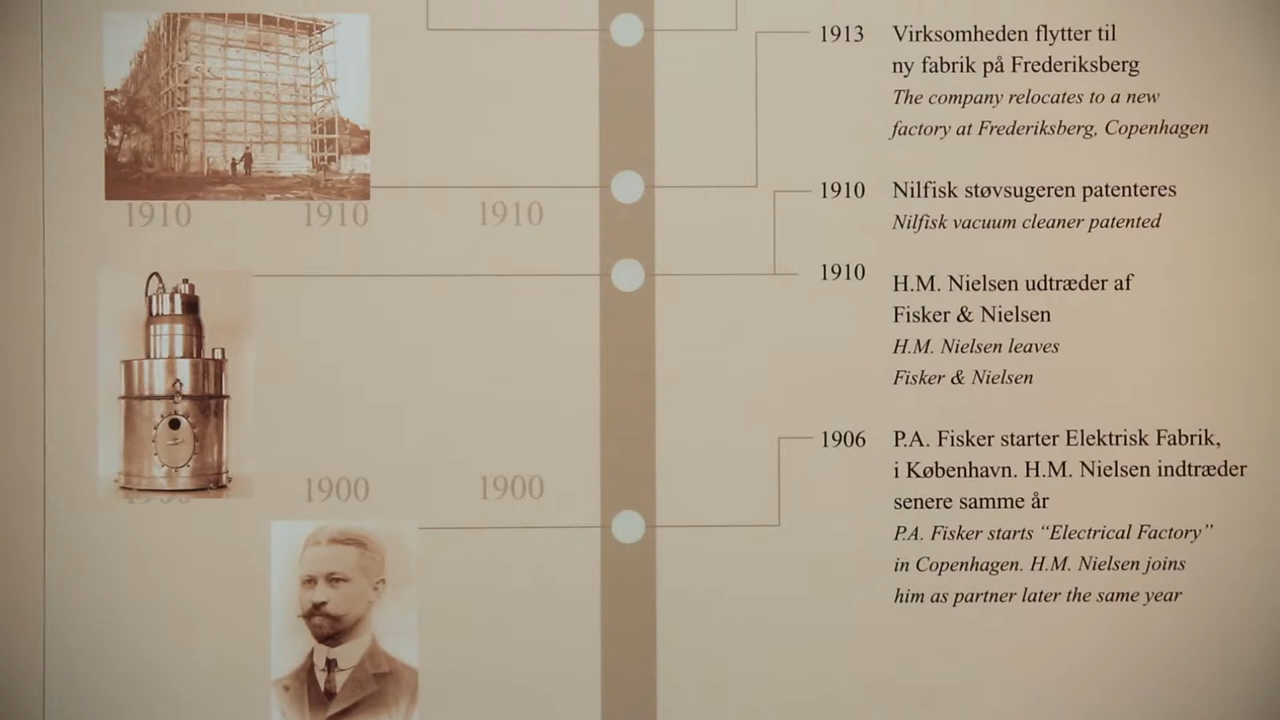 1913 Virksomheden flytter til
ny fabrik på Frederiksberg
The company relocates to a new
factory at Frederiksberg, Copenhagen
1910 Nilfisk støvsugeren patenteres
Nilfisk vacuum cleaner patented
1910 1910 1910
1910 H.M. Nielsen udtræder af
Fisker & Nielsen
H.M. Nielsen leaves
Fisker & Nielsen
1906 P.A. Fisker starter Elektrisk Fabrik,
i København. H.M. Nielsen indtræder
senere samme år
P.A. Fisker starts “Electrical Factory”
in Copenhagen. H.M. Nielsen joins
him as partner later the same year
1900 1900